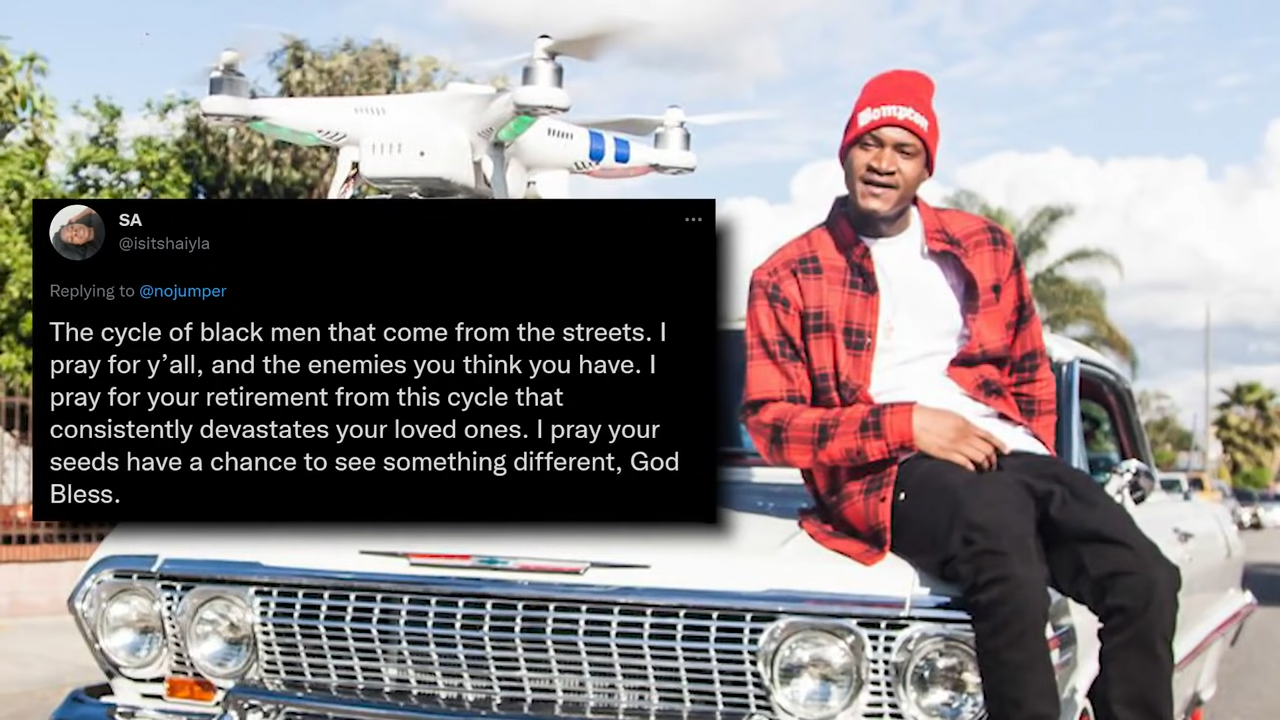 Bompton
SA
@isitshaiyla
Replying to @nojumper
The cycle of black men that come from the streets. I
pray for y’all, and the enemies you think you have. I
pray for your retirement from this cycle that
consistently devastates your loved ones. I pray your
seeds have a chance to see something different, God
Bless.